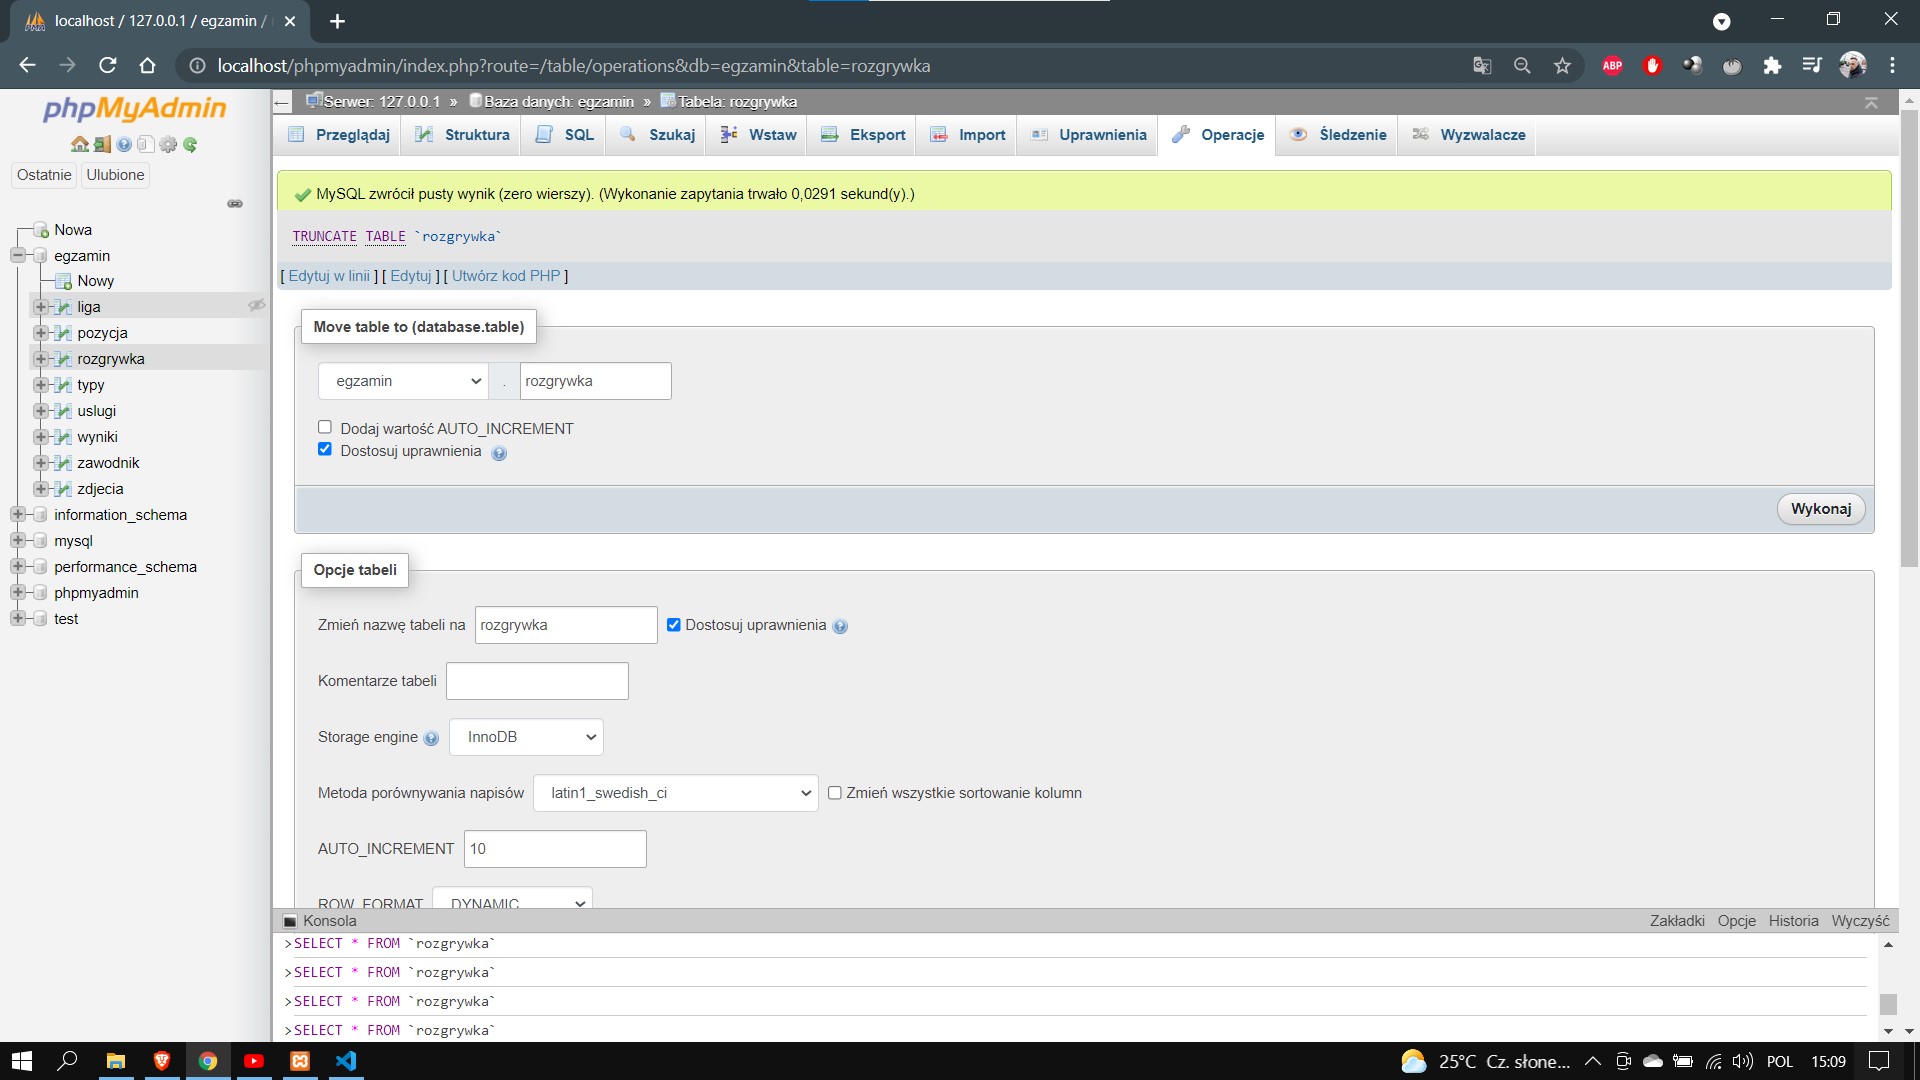 localhost / 127.0.0.1 / egzamin /
localhost/phpmyadmin/index.php?route=/table/operations&db=egzamin&table=rozgrywka
ABP
phpMyAdmin
Ostatnie Ulubione
Nowa
egzamin
Nowy
liga
pozycja
rozgrywka
typy
uslugi
wyniki
zawodnik
zdjecia
information_schema
mysql
performance_schema
phpmyadmin
test
Serwer: 127.0.0.1 » Baza danych: egzamin » Tabela: rozgrywka
Przeglądaj Struktura SQL Szukaj Wstaw Eksport Import Uprawnienia Operacje Śledzenie Wyzwalacze
MySQL zwrócił pusty wynik (zero wierszy). (Wykonanie zapytania trwało 0,0291 sekund(y).)
TRUNCATE TABLE `rozgrywka`
[ Edytuj w linii ] [ Edytuj ] [ Utwórz kod PHP ]
Move table to (database.table)
egzamin . rozgrywka
Dodaj wartość AUTO_INCREMENT
Dostosuj uprawnienia
Wykonaj
Opcje tabeli
Zmień nazwę tabeli na rozgrywka Dostosuj uprawnienia
Komentarze tabeli
Storage engine InnoDB
Metoda porównywania napisów latin1_swedish_ci Zmień wszystkie sortowanie kolumn
AUTO_INCREMENT 10
ROW_FORMAT DYNAMIC
Konsola Zakładki Opcje Historia Wyczyść
>SELECT * FROM `rozgrywka`
>SELECT * FROM `rozgrywka`
>SELECT * FROM `rozgrywka`
>SELECT * FROM `rozgrywka`
25°C Cz. słone... POL 15:09